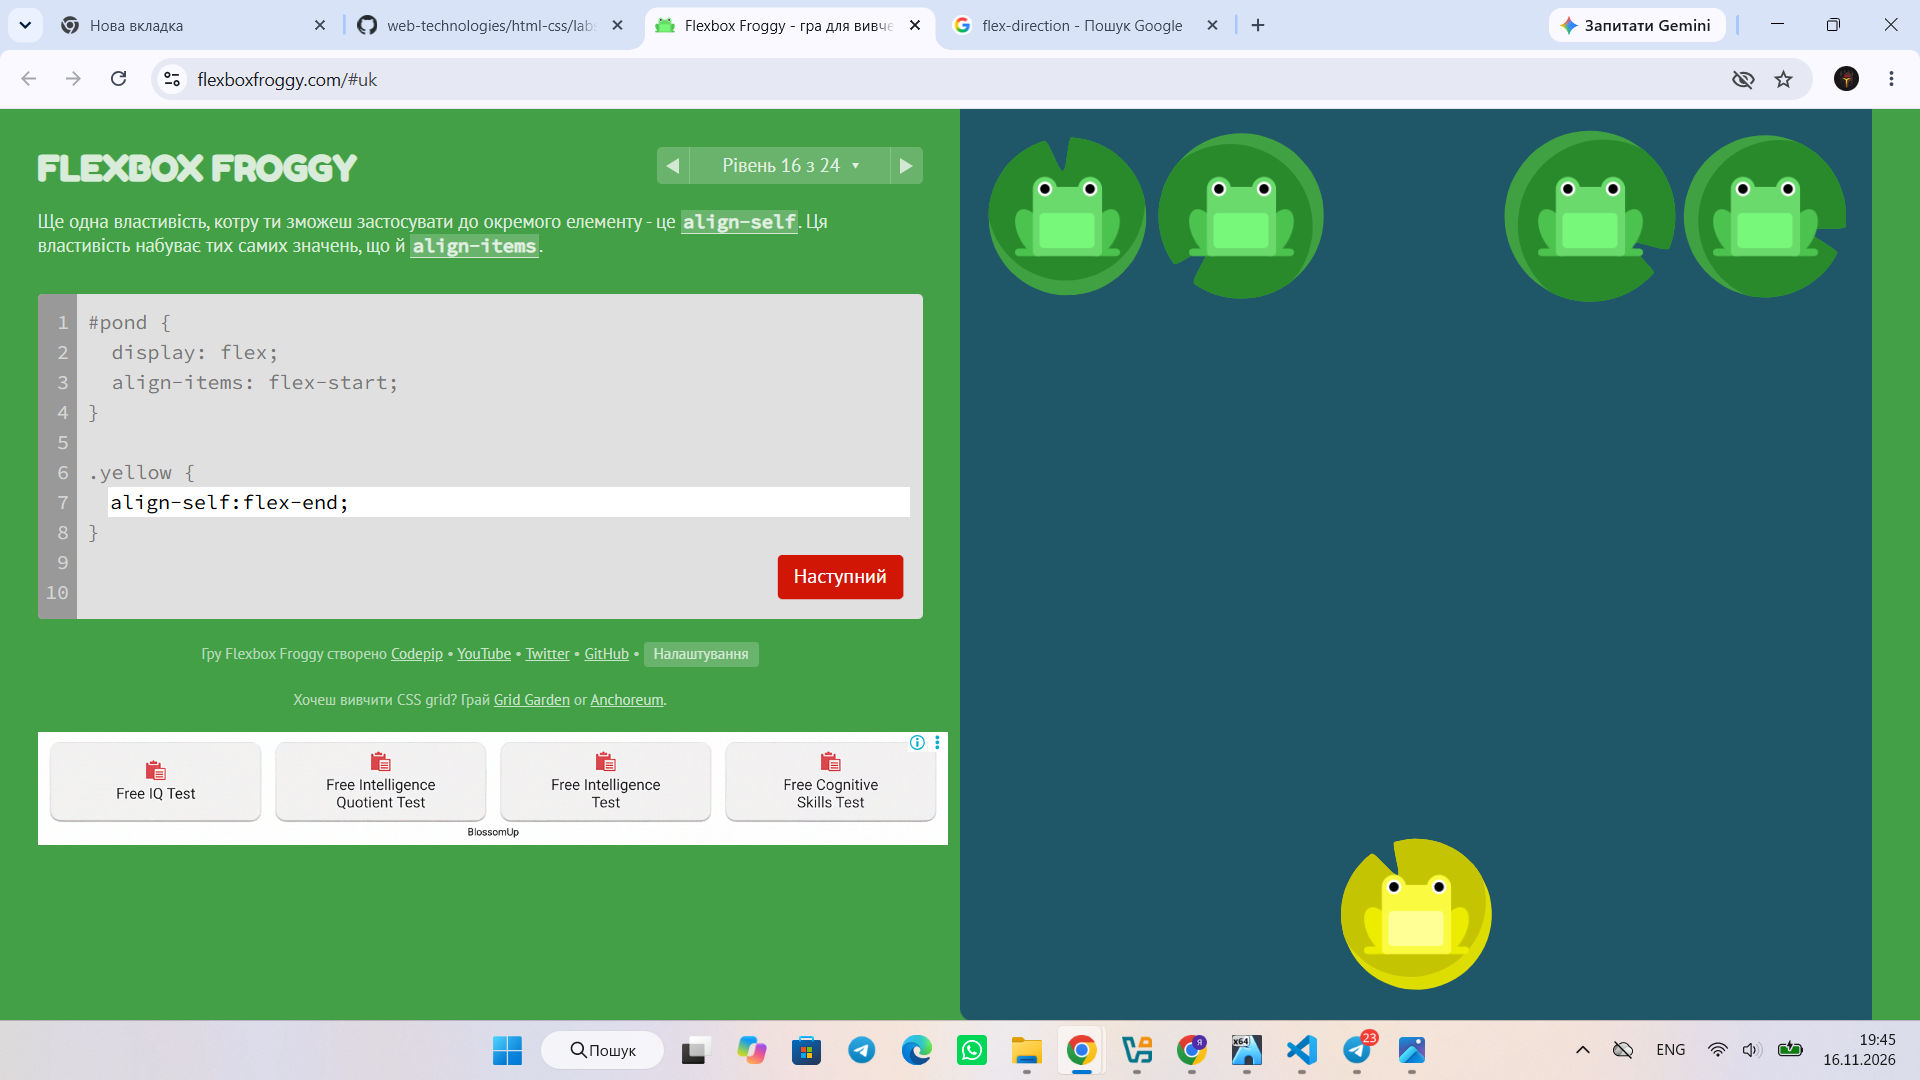 Нова вкладка
web-technologies/html-css/lab
Flexbox Froggy - гра для вивче
flex-direction - Пошук Google
Запитати Gemini
flexboxfroggy.com/#uk
FLEXBOX FROGGY
Рівень 16 з 24
Ще одна властивість, котру ти зможеш застосувати до окремого елементу - це align-self. Ця
властивість набуває тих самих значень, що й align-items.
1 #pond {
2 display: flex;
3 align-items: flex-start;
4 }
5
6 .yellow {
7 align-self:flex-end;
8 }
9
10
Наступний
Гру Flexbox Froggy створено Codepip • YouTube • Twitter • GitHub • Налаштування
Хочеш вивчити CSS grid? Грай Grid Garden or Anchoreum.
Free IQ Test
Free Intelligence
Quotient Test
Free Intelligence
Test
Free Cognitive
Skills Test
BlossomUp
Пошук
x64
Я
23
ENG
19:45
16.11.2026